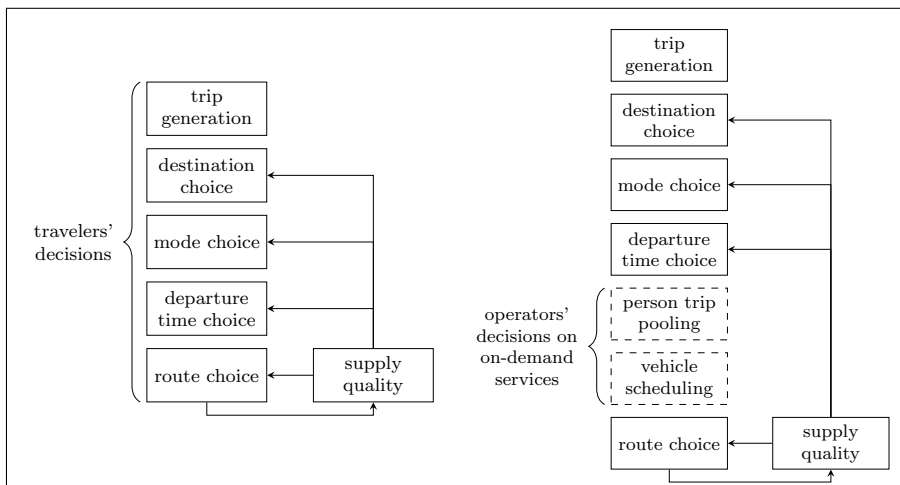 trip
generation
destination
choice
travelers'
decisions
mode choice
departure
time choice
route choice
supply
quality
trip
generation
destination
choice
mode choice
departure
time choice
operators'
decisions on
on-demand
services
person trip
pooling
vehicle
scheduling
route choice
supply
quality